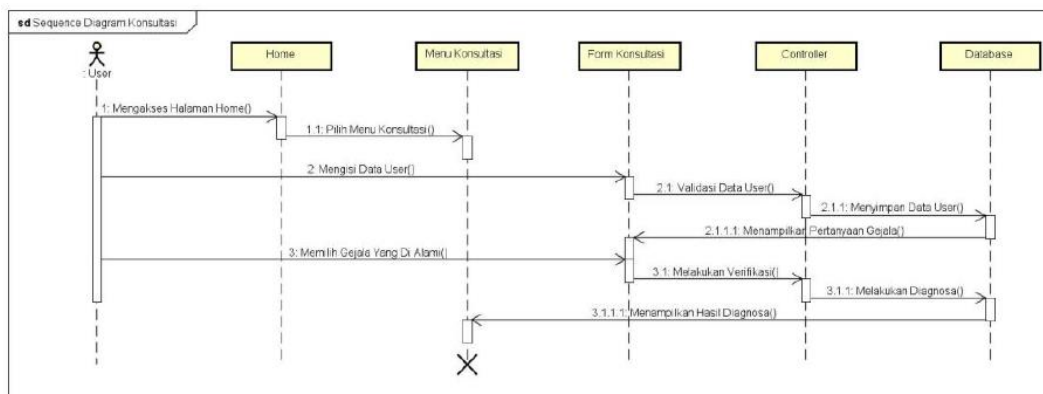 sd Sequence Diagram Konsultasi
: User
Home
Menu Konsultasi
Form Konsultasi
Controller
Database
1: Mengakses Halaman Home()
1.1: Pilih Menu Konsultasi()
2: Mengisi Data User()
2.1: Validasi Data User()
2.1.1: Menyimpan Data User()
2.1.1.1: Menampilkan Pertanyaan Gejala()
3: Memilih Gejala Yang Di Alami()
3.1: Melakukan Verifikasi()
3.1.1: Melakukan Diagnosa()
3.1.1.1: Menampilkan Hasil Diagnosa()